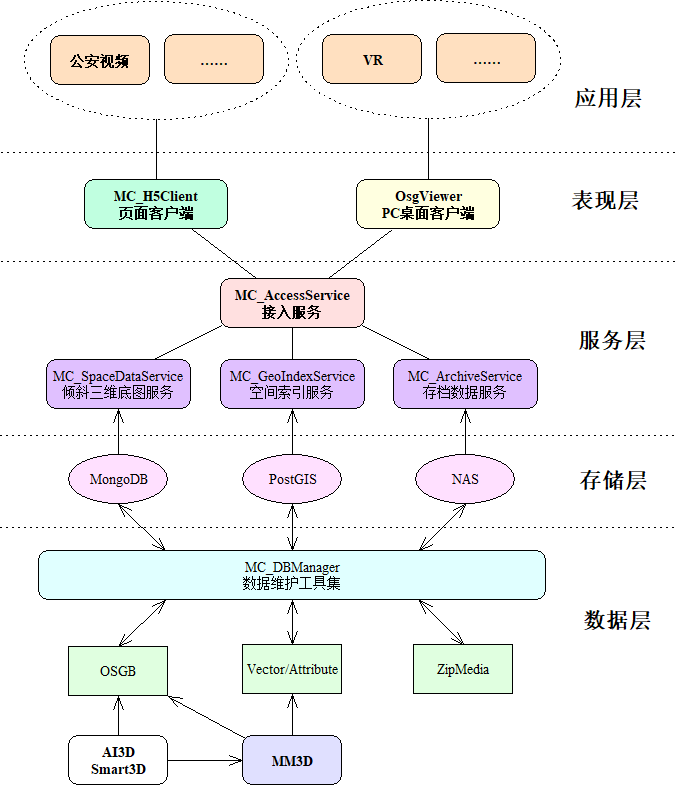 公安视频
……
VR
……
应用层
MC_H5Client
页面客户端
OsgViewer
PC桌面客户端
表现层
MC_AccessService
接入服务
服务层
MC_SpaceDataService
倾斜三维底图服务
MC_GeoIndexService
空间索引服务
MC_ArchiveService
存档数据服务
MongoDB
PostGIS
NAS
存储层
MC_DBManager
数据维护工具集
数据层
OSGB
Vector/Attribute
ZipMedia
AI3D
Smart3D
MM3D